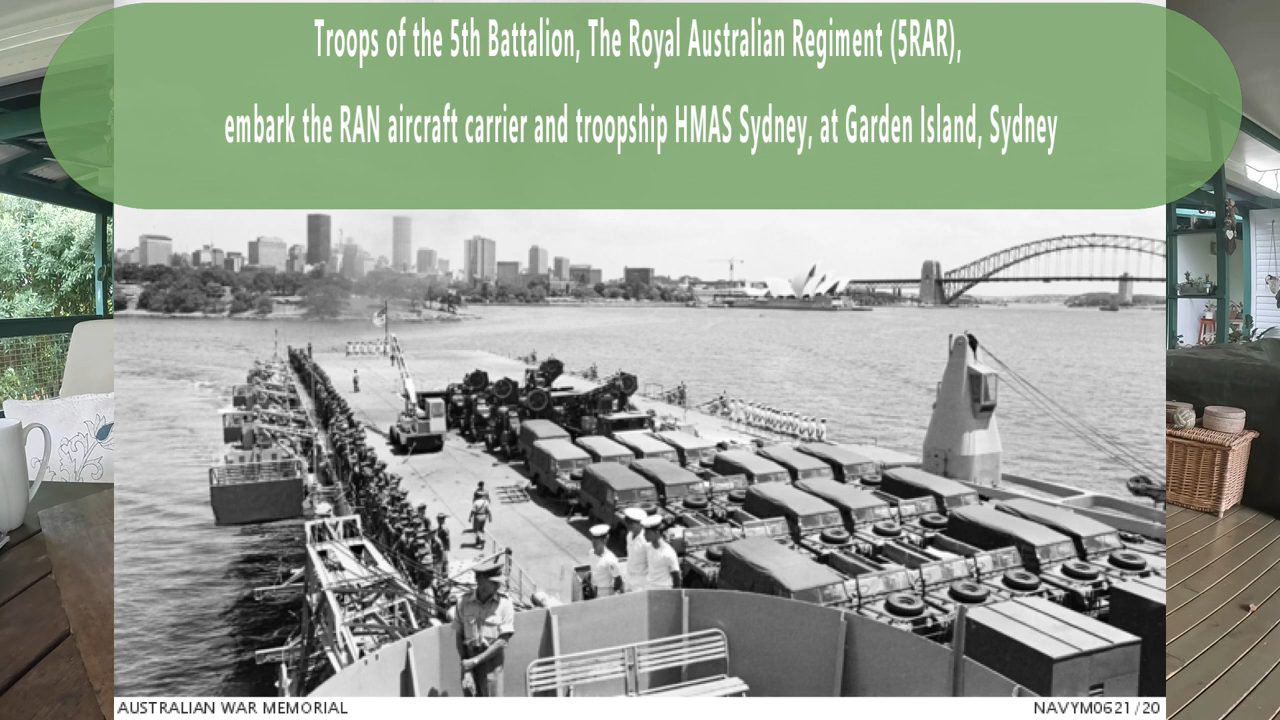 Troops of the 5th Battalion, The Royal Australian Regiment (5RAR),
embark the RAN aircraft carrier and troopship HMAS Sydney, at Garden Island, Sydney
AUSTRALIAN WAR MEMORIAL
NAVYM0621/20